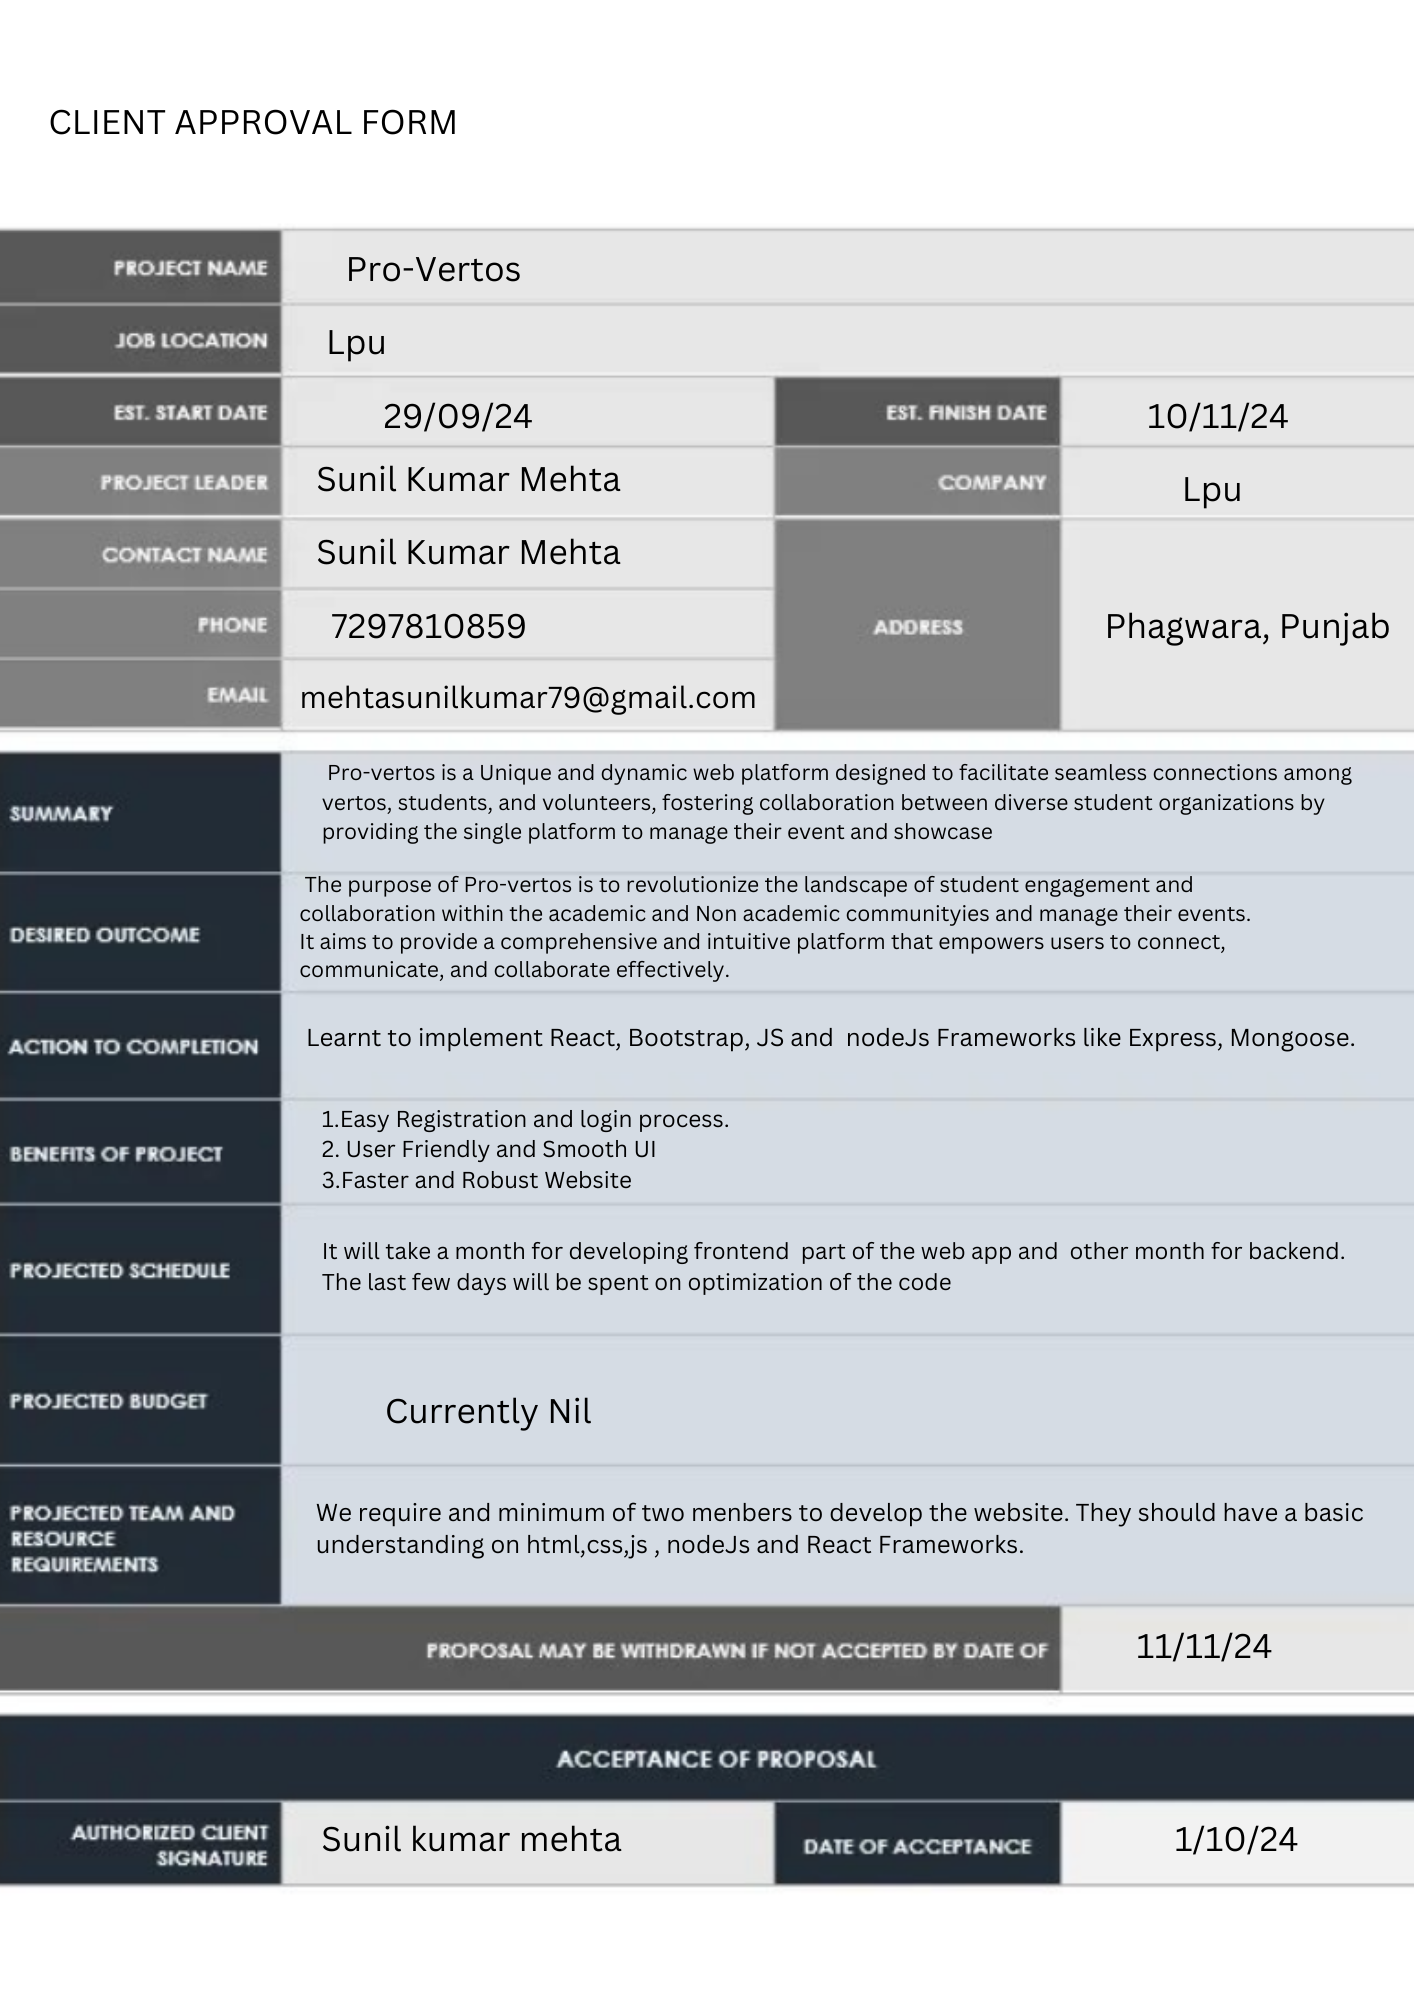 CLIENT APPROVAL FORM
PROJECT NAME Pro-Vertos
JOB LOCATION Lpu
EST. START DATE 29/09/24 EST. FINISH DATE 10/11/24
PROJECT LEADER Sunil Kumar Mehta COMPANY Lpu
CONTACT NAME Sunil Kumar Mehta
PHONE 7297810859 ADDRESS Phagwara, Punjab
EMAIL mehtasunilkumar79@gmail.com
SUMMARY
Pro-vertos is a Unique and dynamic web platform designed to facilitate seamless connections among
vertos, students, and volunteers, fostering collaboration between diverse student organizations by
providing the single platform to manage their event and showcase
DESIRED OUTCOME
The purpose of Pro-vertos is to revolutionize the landscape of student engagement and
collaboration within the academic and Non academic communityies and manage their events.
It aims to provide a comprehensive and intuitive platform that empowers users to connect,
communicate, and collaborate effectively.
ACTION TO COMPLETION
Learnt to implement React, Bootstrap, JS and nodeJs Frameworks like Express, Mongoose.
BENEFITS OF PROJECT
1.Easy Registration and login process.
2. User Friendly and Smooth UI
3.Faster and Robust Website
PROJECTED SCHEDULE
It will take a month for developing frontend part of the web app and other month for backend.
The last few days will be spent on optimization of the code
PROJECTED BUDGET
Currently Nil
PROJECTED TEAM AND
RESOURCE
REQUIREMENTS
We require and minimum of two menbers to develop the website. They should have a basic
understanding on html,css,js , nodeJs and React Frameworks.
PROPOSAL MAY BE WITHDRAWN IF NOT ACCEPTED BY DATE OF 11/11/24
ACCEPTANCE OF PROPOSAL
AUTHORIZED CLIENT
SIGNATURE
Sunil kumar mehta DATE OF ACCEPTANCE 1/10/24